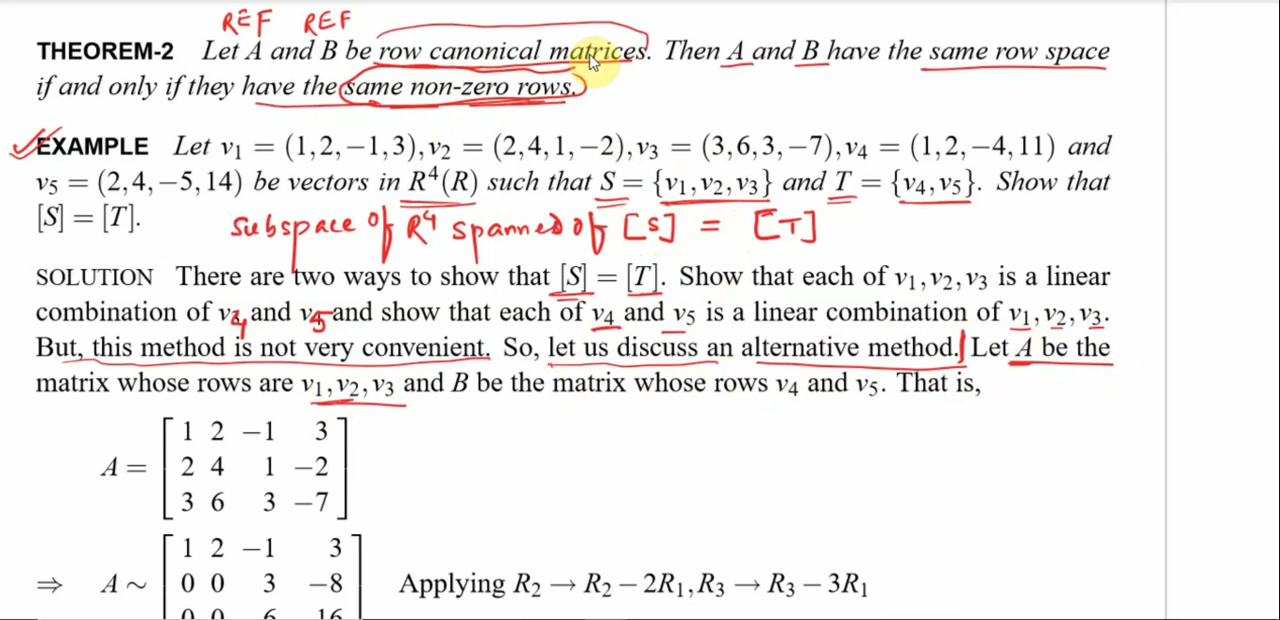 REF REF
THEOREM-2 Let A and B be row canonical matrices. Then A and B have the same row space
if and only if they have the same non-zero rows.
EXAMPLE Let v₁ = (1,2,−1,3), v₂ = (2,4,1,−2), v₃ = (3,6,3,−7), v₄ = (1,2,−4,11) and
v₅ = (2,4,−5,14) be vectors in R⁴(R) such that S = {v₁,v₂,v₃} and T = {v₄,v₅}. Show that
[S] = [T].
Subspace of R⁴ spanned of [S] = [T]
SOLUTION There are two ways to show that [S] = [T]. Show that each of v₁,v₂,v₃ is a linear
combination of v₄ and v₅ and show that each of v₄ and v₅ is a linear combination of v₁,v₂,v₃.
But, this method is not very convenient. So, let us discuss an alternative method. Let A be the
matrix whose rows are v₁,v₂,v₃ and B be the matrix whose rows v₄ and v₅. That is,
1 2 −1 3
A = 2 4 1 −2
3 6 3 −7
1 2 −1 3
⇒ A ∼ 0 0 3 −8 Applying R₂ → R₂ − 2R₁, R₃ → R₃ − 3R₁
0 0 6 16